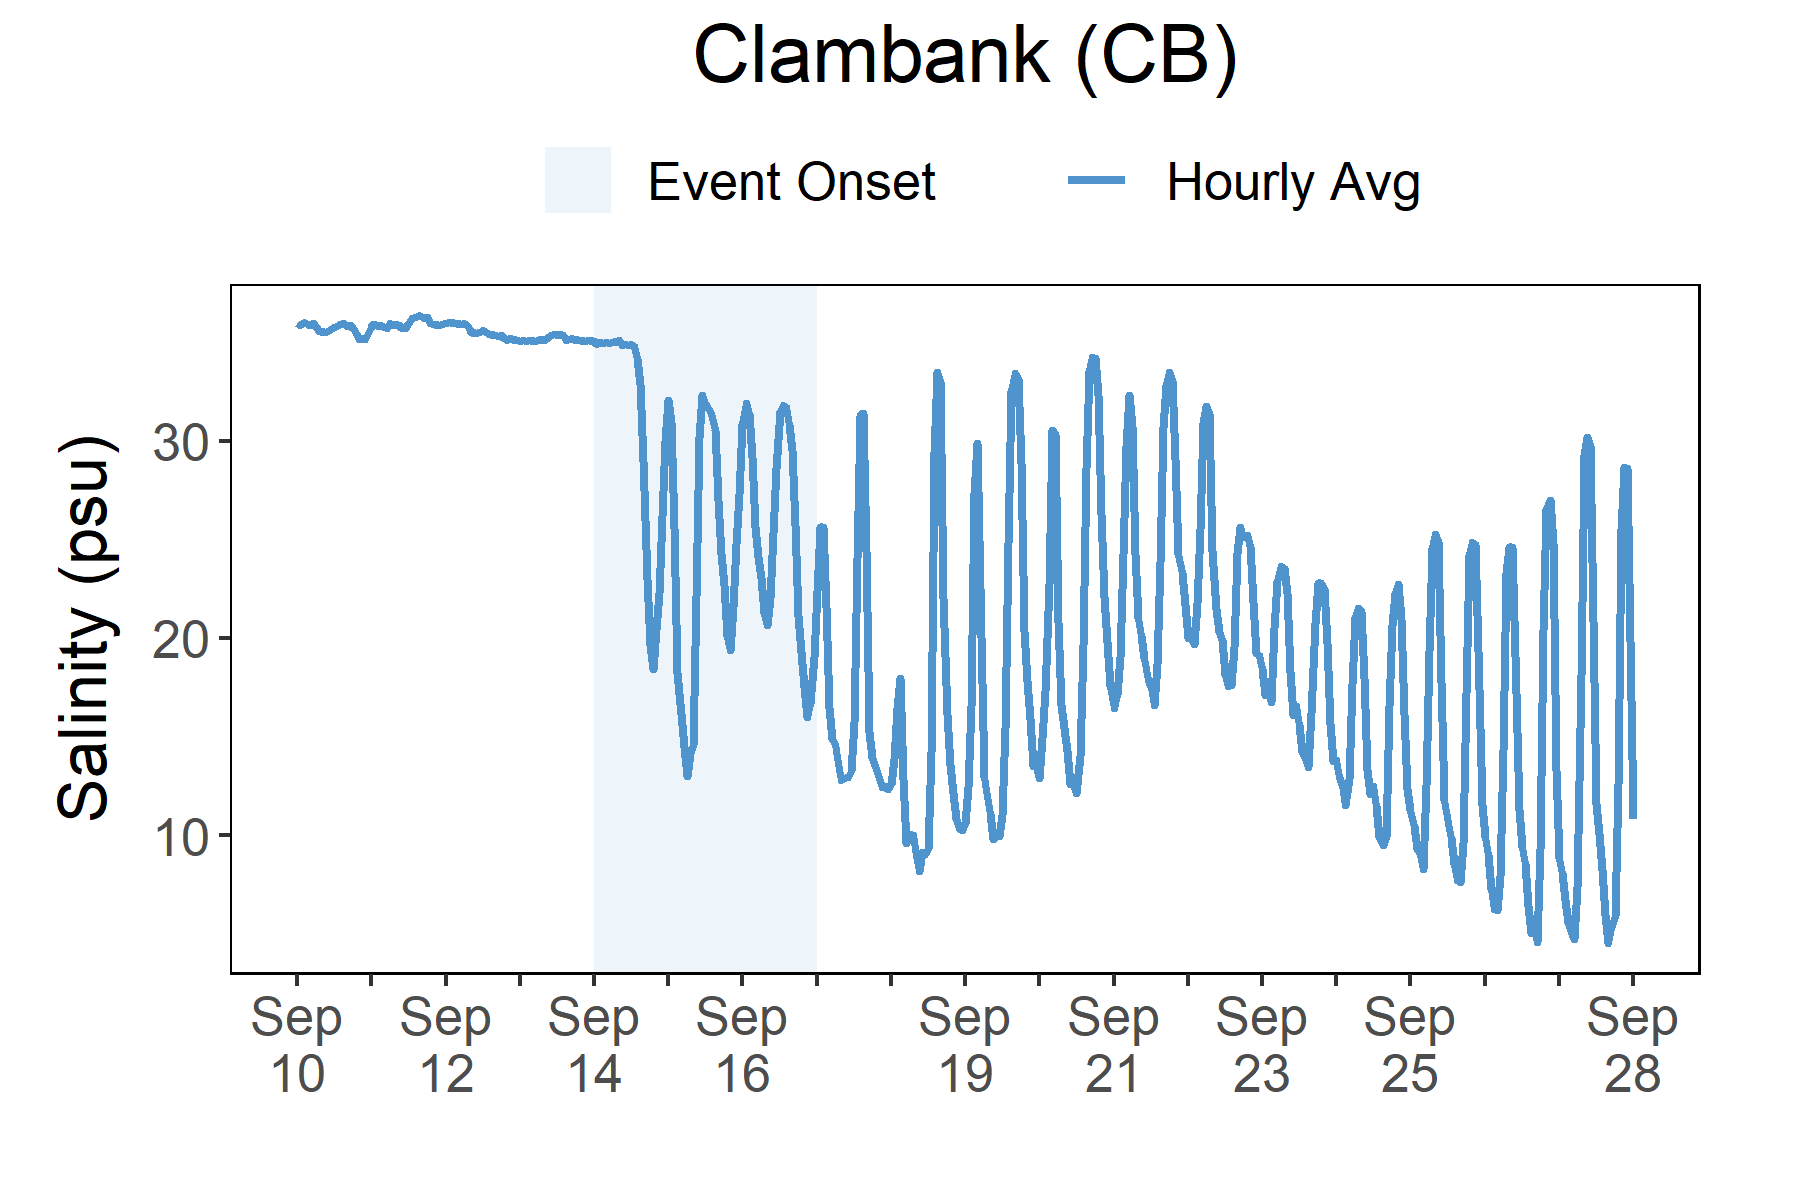 Clambank (CB)
Event Onset
Hourly Avg
Salinity (psu)
30
20
10
Sep 10
Sep 12
Sep 14
Sep 16
Sep 19
Sep 21
Sep 23
Sep 25
Sep 28